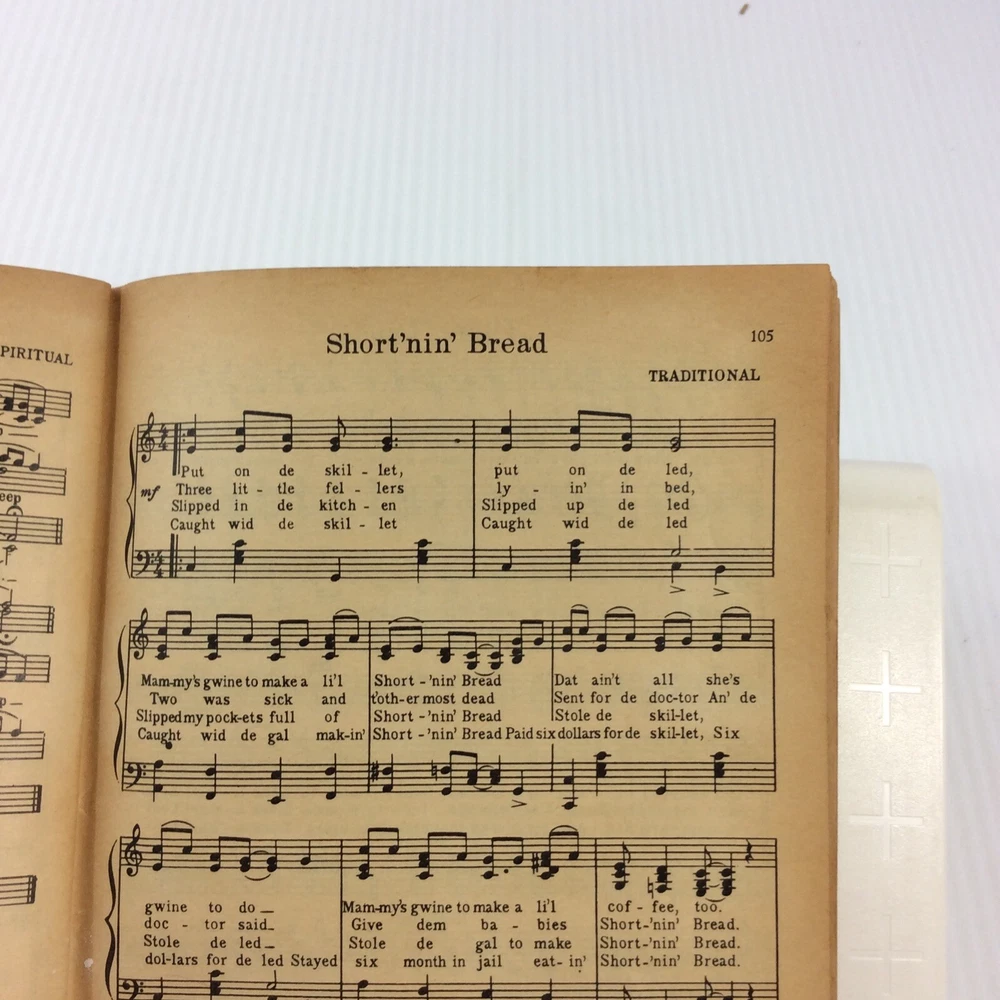 PIRITUAL
eep
Short'nin' Bread
105
TRADITIONAL
mf
Put on de skil - let, put on de led,
Three lit - tle fel - lers ly - in' in bed,
Slipped in de kitch - en Slipped up de led
Caught wid de skil - let Caught wid de led
Mam-my's gwine to make a li'l Short - 'nin' Bread Dat ain't all she's
Two was sick and t'oth-er most dead Sent for de doc-tor An' de
Slipped my pock-ets full of Short - 'nin' Bread Stole de skil-let,
Caught wid de gal mak-in' Short - 'nin' Bread Paid six dollars for de skil-let, Six
gwine to do_ Mam-my's gwine to make a li'l cof - fee, too.
doc - tor said_ Give dem ba - bies Short-'nin' Bread.
Stole de led_ Stole de gal to make Short-'nin' Bread.
dol-lars for de led Stayed six month in jail eat-in' Short-'nin' Bread.